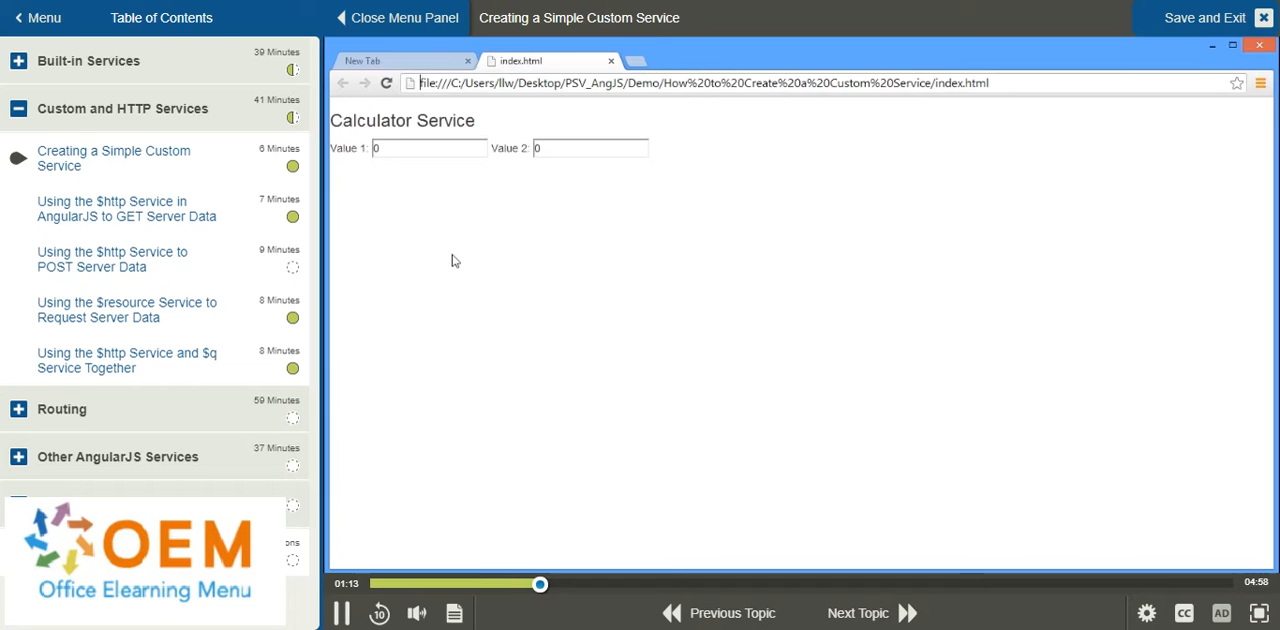 Menu
Table of Contents
Close Menu Panel
Creating a Simple Custom Service
Save and Exit
Built-in Services
39 Minutes
Custom and HTTP Services
41 Minutes
Creating a Simple Custom
Service
6 Minutes
Using the $http Service in
AngularJS to GET Server Data
7 Minutes
Using the $http Service to
POST Server Data
9 Minutes
Using the $resource Service to
Request Server Data
8 Minutes
Using the $http Service and $q
Service Together
8 Minutes
Routing
59 Minutes
Other AngularJS Services
37 Minutes
ons
OEM
Office Elearning Menu
New Tab
index.html
file:///C:/Users/llw/Desktop/PSV_AngJS/Demo/How%20to%20Create%20a%20Custom%20Service/index.html
Calculator Service
Value 1: 0 Value 2: 0
01:13
04:58
10
Previous Topic
Next Topic
CC
AD